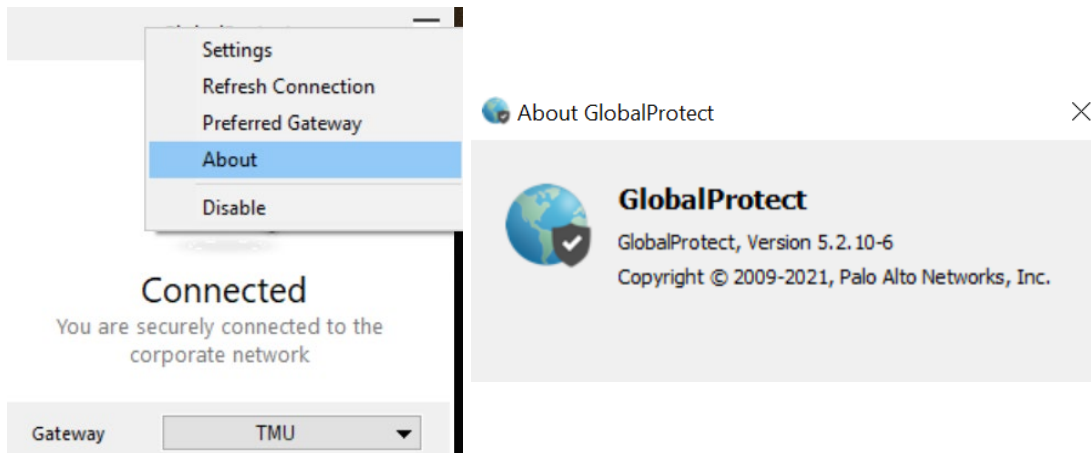 Settings
Refresh Connection
Preferred Gateway
About
Disable
Connected
You are securely connected to the
corporate network
Gateway
TMU
About GlobalProtect
GlobalProtect
GlobalProtect, Version 5.2.10-6
Copyright © 2009-2021, Palo Alto Networks, Inc.